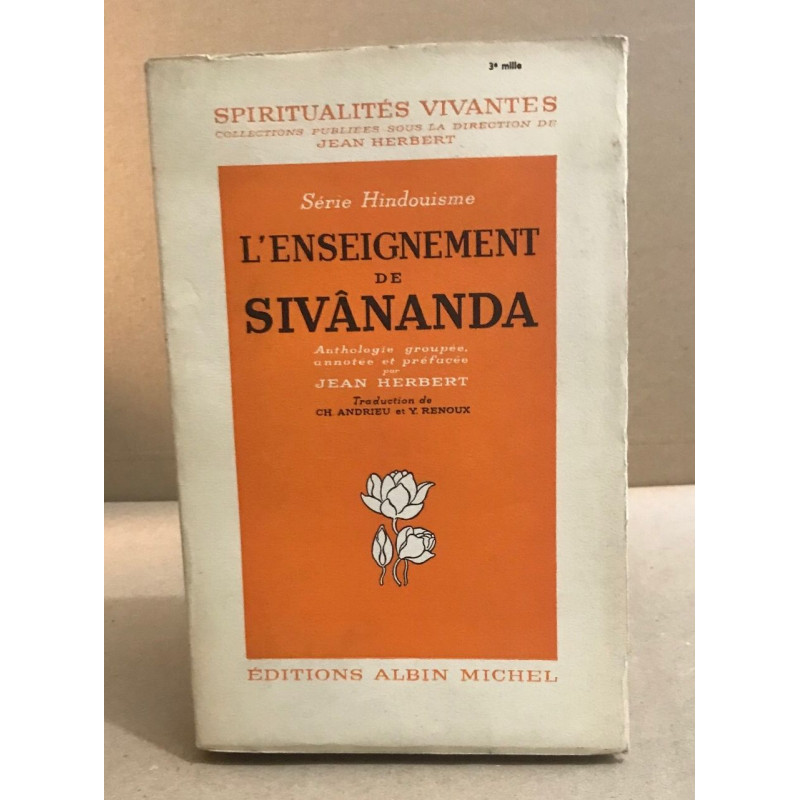 3e mille
SPIRITUALITÉS VIVANTES
COLLECTIONS PUBLIÉES SOUS LA DIRECTION DE
JEAN HERBERT
Série Hindouisme
L'ENSEIGNEMENT
DE
SIVÂNANDA
Anthologie groupée,
annotée et préfacée
par
JEAN HERBERT
Traduction de
CH. ANDRIEU et Y. RENOUX
ÉDITIONS ALBIN MICHEL